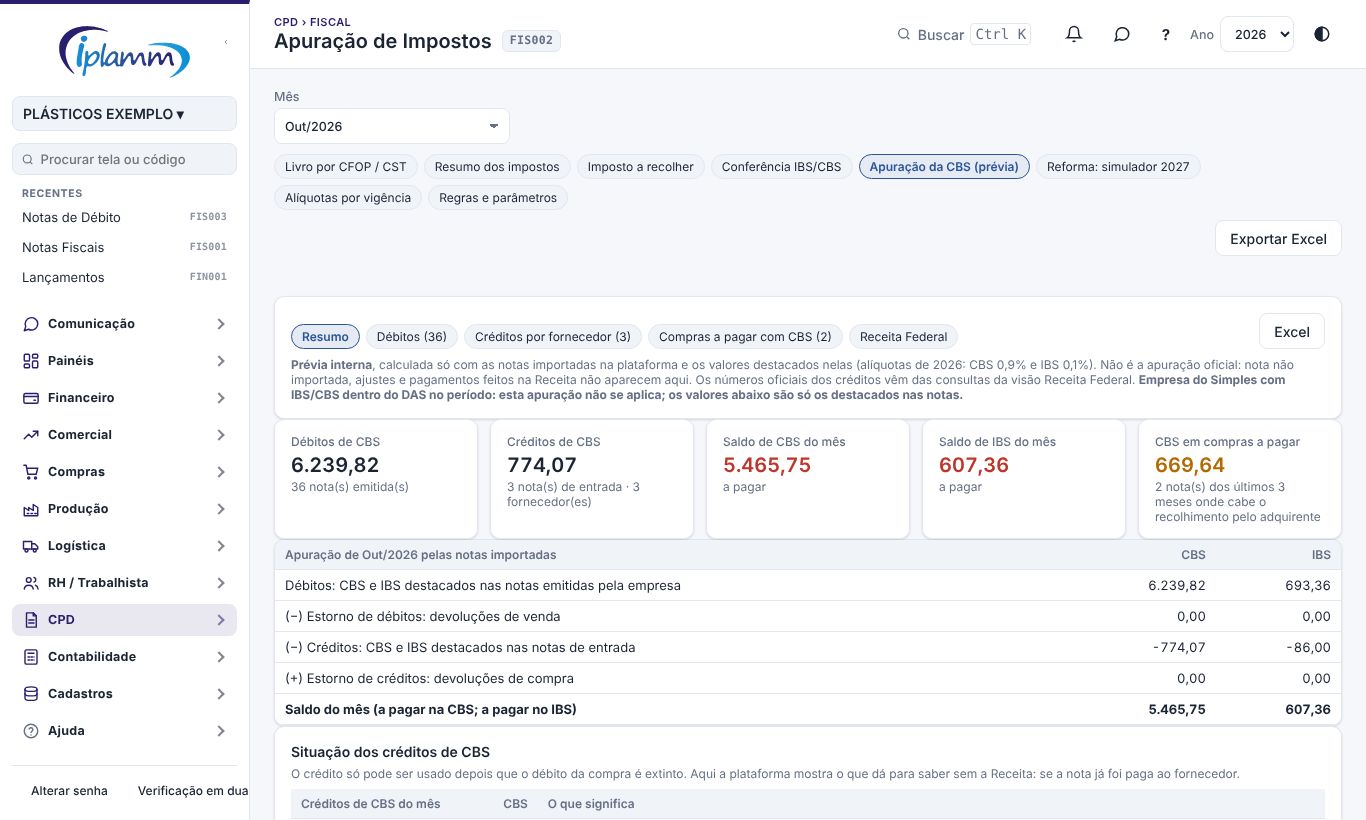 iplamm
PLÁSTICOS EXEMPLO ▾
Procurar tela ou código
RECENTES
Notas de Débito FIS003
Notas Fiscais FIS001
Lançamentos FIN001
Comunicação
Painéis
Financeiro
Comercial
Compras
Produção
Logística
RH / Trabalhista
CPD
Contabilidade
Cadastros
Ajuda
Alterar senha Verificação em dua
CPD › FISCAL
Apuração de Impostos FIS002
Buscar Ctrl K ? Ano 2026
Mês
Out/2026
Livro por CFOP / CST Resumo dos impostos Imposto a recolher Conferência IBS/CBS Apuração da CBS (prévia) Reforma: simulador 2027
Alíquotas por vigência Regras e parâmetros
Exportar Excel
Resumo Débitos (36) Créditos por fornecedor (3) Compras a pagar com CBS (2) Receita Federal Excel
Prévia interna, calculada só com as notas importadas na plataforma e os valores destacados nelas (alíquotas de 2026: CBS 0,9% e IBS 0,1%). Não é a apuração oficial: nota não
importada, ajustes e pagamentos feitos na Receita não aparecem aqui. Os números oficiais dos créditos vêm das consultas da visão Receita Federal. Empresa do Simples com
IBS/CBS dentro do DAS no período: esta apuração não se aplica; os valores abaixo são só os destacados nas notas.
Débitos de CBS
6.239,82
36 nota(s) emitida(s)
Créditos de CBS
774,07
3 nota(s) de entrada · 3
fornecedor(es)
Saldo de CBS do mês
5.465,75
a pagar
Saldo de IBS do mês
607,36
a pagar
CBS em compras a pagar
669,64
2 nota(s) dos últimos 3
meses onde cabe o
recolhimento pelo adquirente
Apuração de Out/2026 pelas notas importadas CBS IBS
Débitos: CBS e IBS destacados nas notas emitidas pela empresa 6.239,82 693,36
(−) Estorno de débitos: devoluções de venda 0,00 0,00
(−) Créditos: CBS e IBS destacados nas notas de entrada -774,07 -86,00
(+) Estorno de créditos: devoluções de compra 0,00 0,00
Saldo do mês (a pagar na CBS; a pagar no IBS) 5.465,75 607,36
Situação dos créditos de CBS
O crédito só pode ser usado depois que o débito da compra é extinto. Aqui a plataforma mostra o que dá para saber sem a Receita: se a nota já foi paga ao fornecedor.
Créditos de CBS do mês CBS O que significa